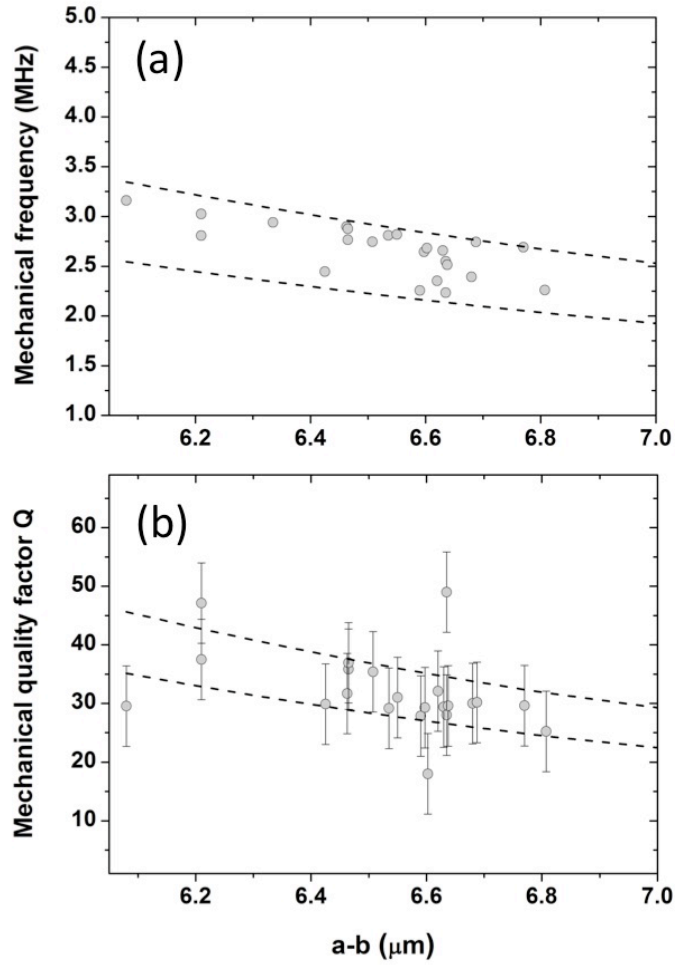 (a)
Mechanical frequency (MHz)
5.0
4.5
4.0
3.5
3.0
2.5
2.0
1.5
1.0
6.2 6.4 6.6 6.8 7.0
(b)
Mechanical quality factor Q
60
50
40
30
20
10
6.2 6.4 6.6 6.8 7.0
a-b (μm)